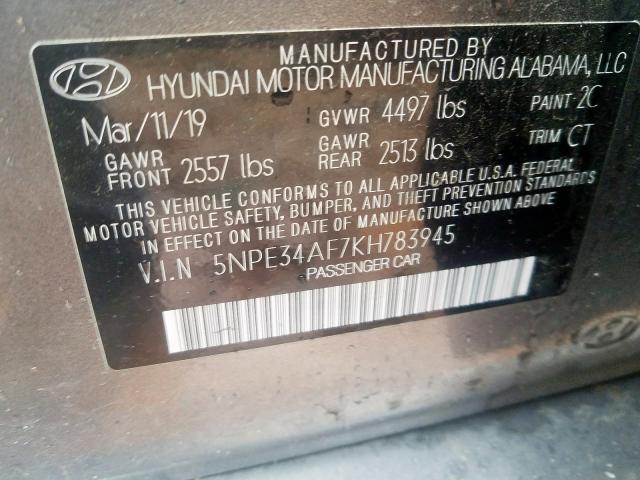 MANUFACTURED BY
HYUNDAI MOTOR MANUFACTURING ALABAMA, LLC
Mar/11/19 GVWR 4497 lbs PAINT 2C
GAWR FRONT 2557 lbs GAWR REAR 2513 lbs TRIM CT
THIS VEHICLE CONFORMS TO ALL APPLICABLE U.S.A. FEDERAL
MOTOR VEHICLE SAFETY, BUMPER, AND THEFT PREVENTION STANDARDS
IN EFFECT ON THE DATE OF MANUFACTURE SHOWN ABOVE
V.I.N 5NPE34AF7KH783945
PASSENGER CAR